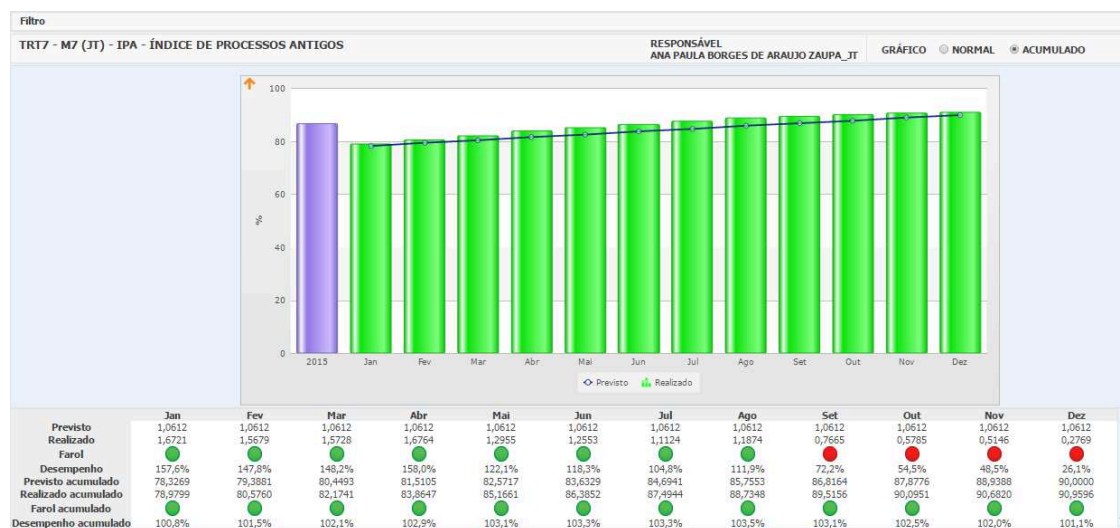 Filtro
TRT7 - M7 (JT) - IPA - ÍNDICE DE PROCESSOS ANTIGOS
RESPONSÁVEL
ANA PAULA BORGES DE ARAUJO ZAUPA_JT
GRÁFICO NORMAL ACUMULADO
100
80
60
40
20
0
%
2015 Jan Fev Mar Abr Mai Jun Jul Ago Set Out Nov Dez
Previsto Realizado
Jan Fev Mar Abr Mai Jun Jul Ago Set Out Nov Dez
Previsto 1,0612 1,0612 1,0612 1,0612 1,0612 1,0612 1,0612 1,0612 1,0612 1,0612 1,0612 1,0612
Realizado 1,6721 1,5679 1,5728 1,6764 1,2955 1,2553 1,1124 1,1874 0,7665 0,5785 0,5146 0,2769
Farol
Desempenho 157,6% 147,8% 148,2% 158,0% 122,1% 118,3% 104,8% 111,9% 72,2% 54,5% 48,5% 26,1%
Previsto acumulado 78,3269 79,3881 80,4493 81,5105 82,5717 83,6329 84,6941 85,7553 86,8164 87,8776 88,9388 90,0000
Realizado acumulado 78,9799 80,5760 82,1741 83,8647 85,1661 86,3852 87,4944 88,7348 89,5156 90,0951 90,6820 90,9596
Farol acumulado
Desempenho acumulado 100,8% 101,5% 102,1% 102,9% 103,1% 103,3% 103,3% 103,5% 103,1% 102,5% 102,0% 101,1%